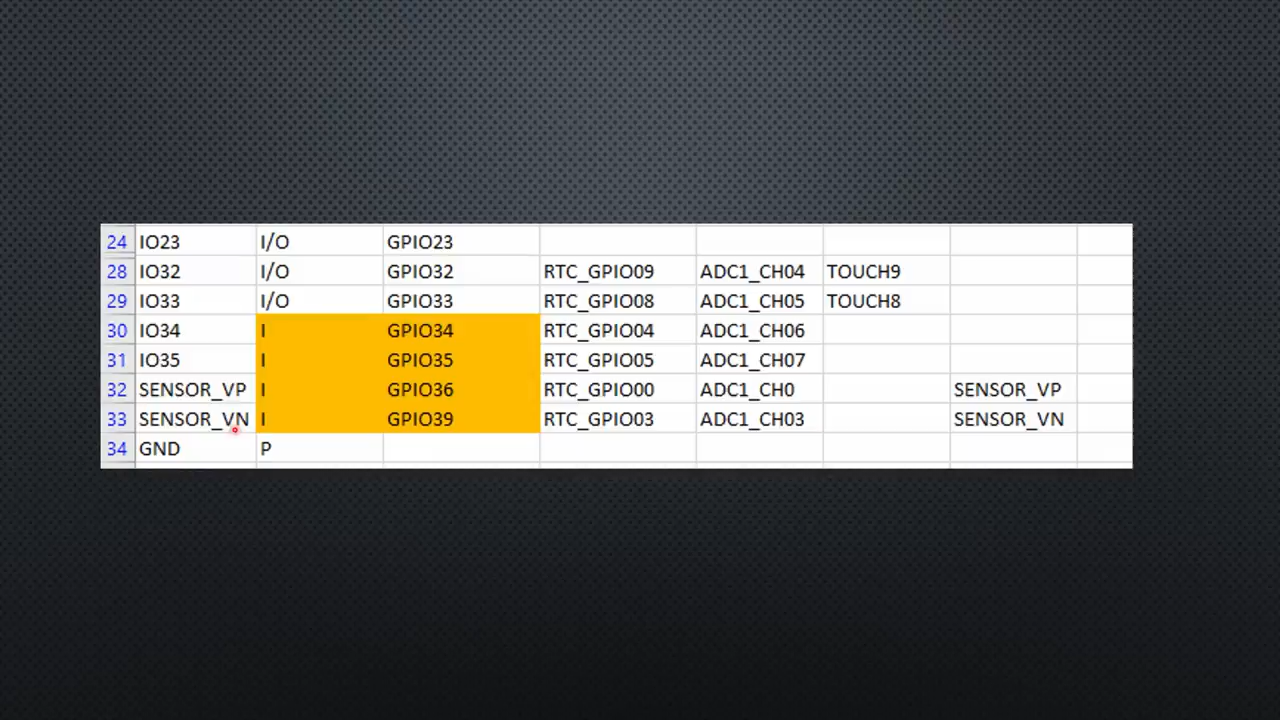 24 IO23 I/O GPIO23
28 IO32 I/O GPIO32 RTC_GPIO09 ADC1_CH04 TOUCH9
29 IO33 I/O GPIO33 RTC_GPIO08 ADC1_CH05 TOUCH8
30 IO34 I GPIO34 RTC_GPIO04 ADC1_CH06
31 IO35 I GPIO35 RTC_GPIO05 ADC1_CH07
32 SENSOR_VP I GPIO36 RTC_GPIO00 ADC1_CH0 SENSOR_VP
33 SENSOR_VN I GPIO39 RTC_GPIO03 ADC1_CH03 SENSOR_VN
34 GND P